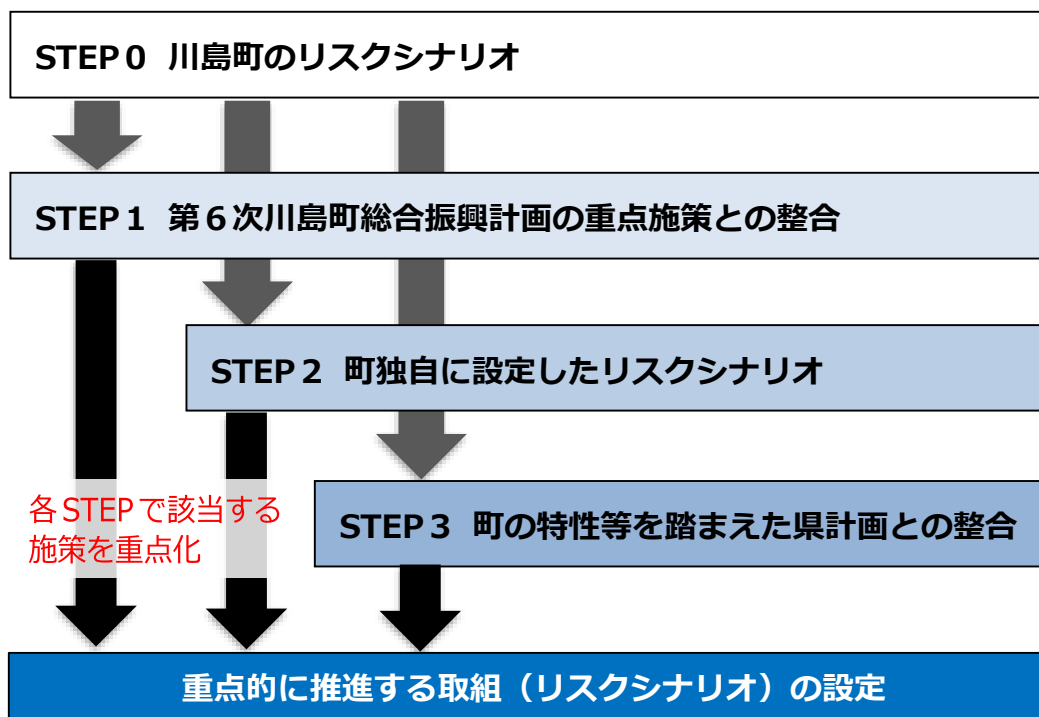 STEP0 川島町のリスクシナリオ
STEP1 第6次川島町総合振興計画の重点施策との整合
STEP2 町独自に設定したリスクシナリオ
各STEPで該当する
施策を重点化
STEP3 町の特性等を踏まえた県計画との整合
重点的に推進する取組（リスクシナリオ）の設定